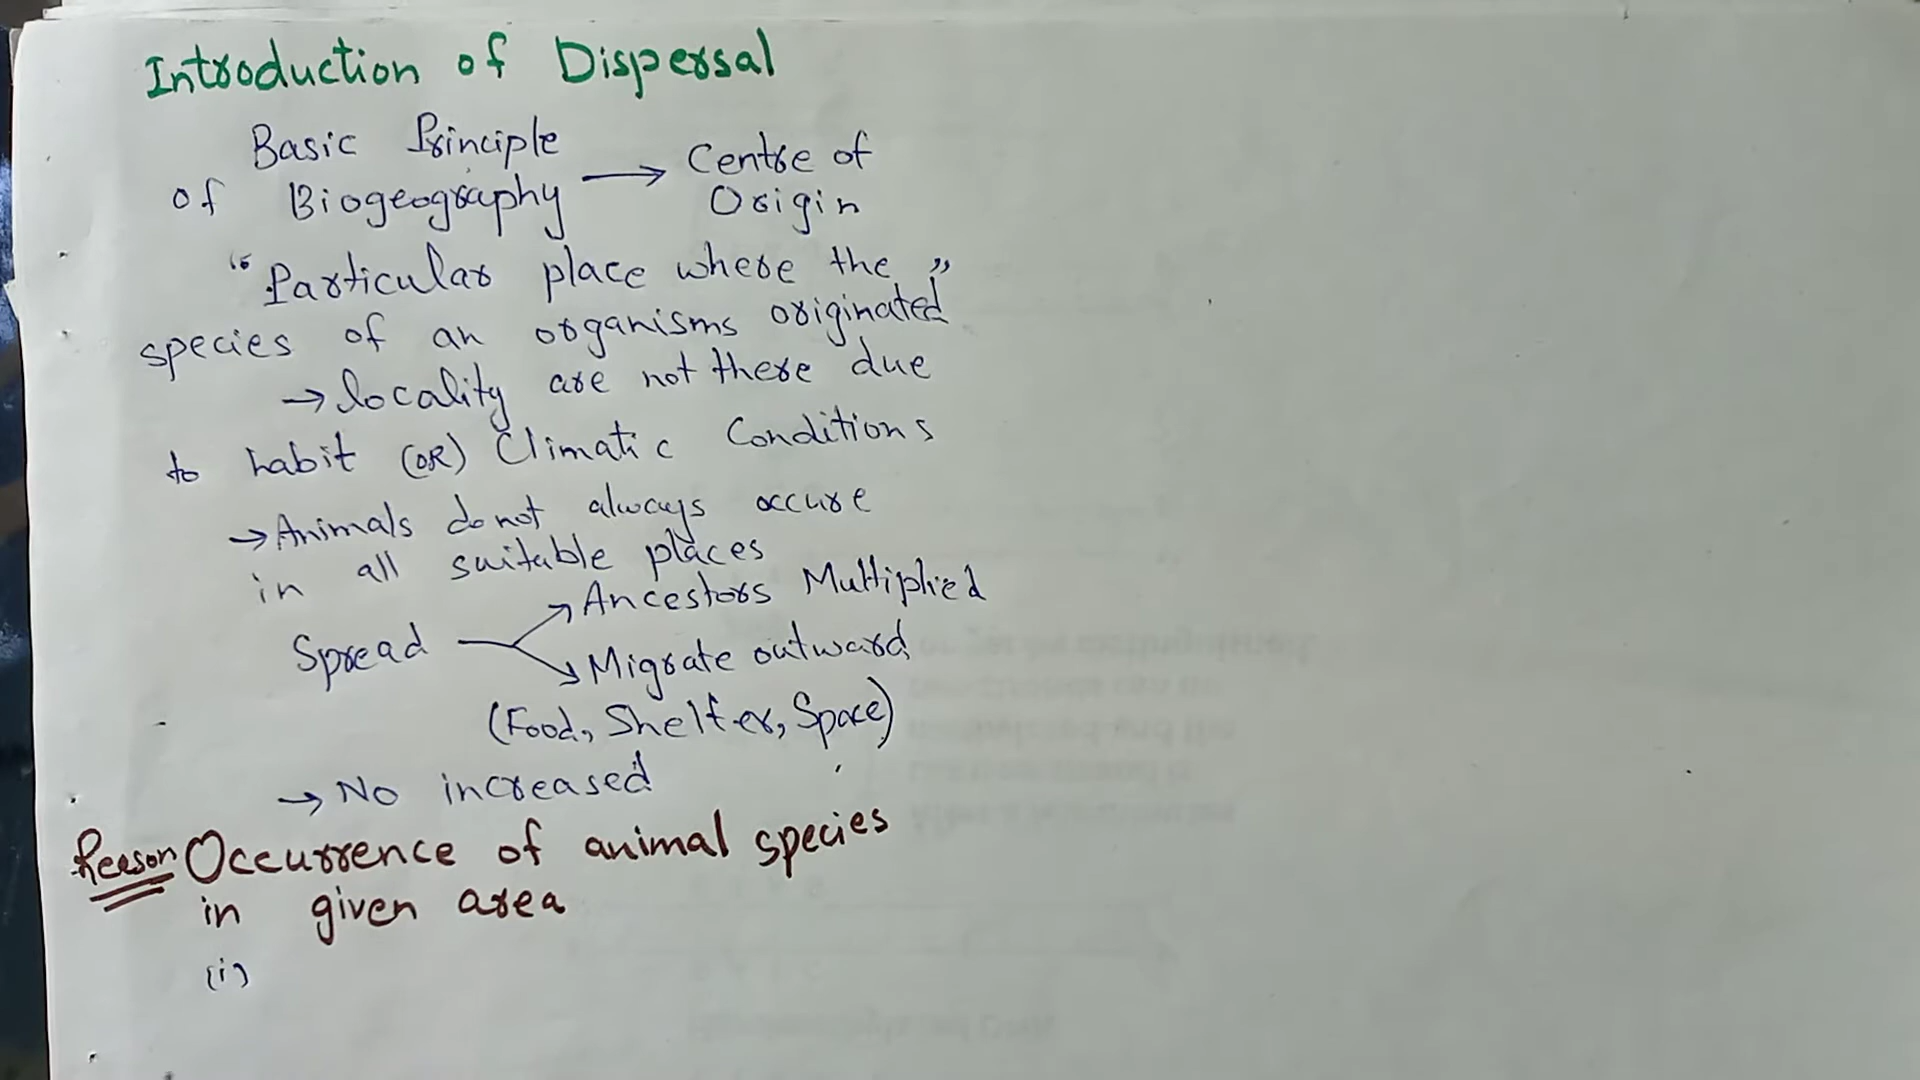 Introduction of Dispersal
Basic Principle
of Biogeography → Centre of
Origin
"Particular place where the "
species of an organisms originated
→ locality are not there due
to habit (OR) Climatic Conditions
→ Animals do not always accure
in all suitable places
Spread → Ancestors Multiplied
→ Migrate outward
(Food, Shelter, Space)
→ No increased
Reason Occurrence of animal species
in given area
(i)